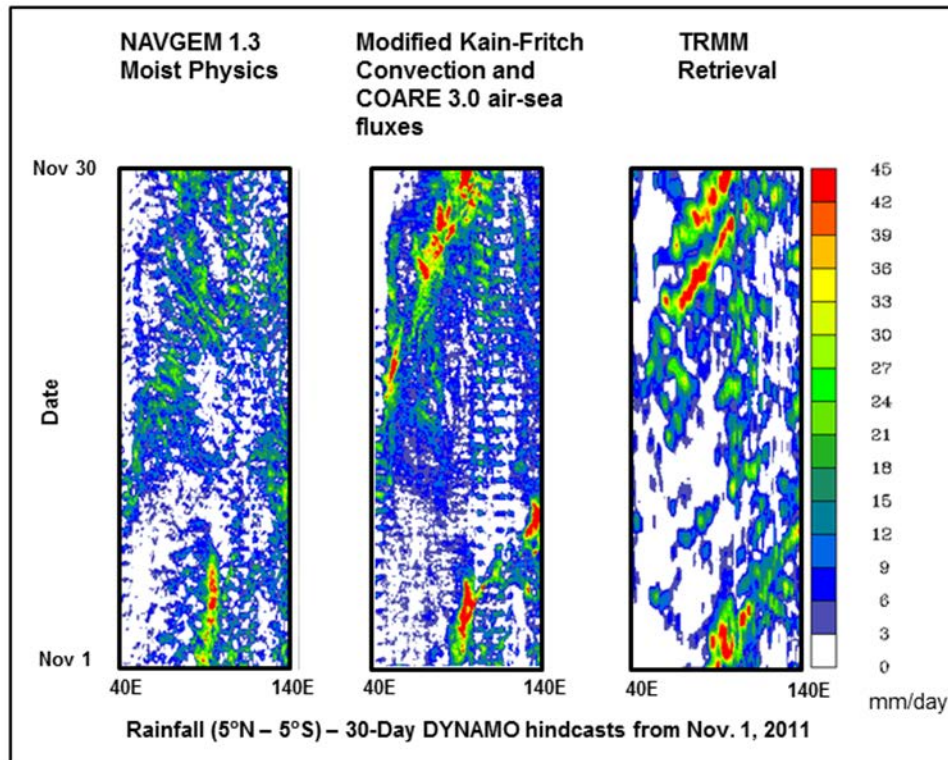 NAVGEM 1.3
Moist Physics
Modified Kain-Fritch
Convection and
COARE 3.0 air-sea
fluxes
TRMM
Retrieval
Nov 30
Date
Nov 1
40E
140E
40E
140E
40E
140E
45
42
39
36
33
30
27
24
21
18
15
12
9
6
3
0
mm/day
Rainfall (5°N – 5°S) – 30-Day DYNAMO hindcasts from Nov. 1, 2011